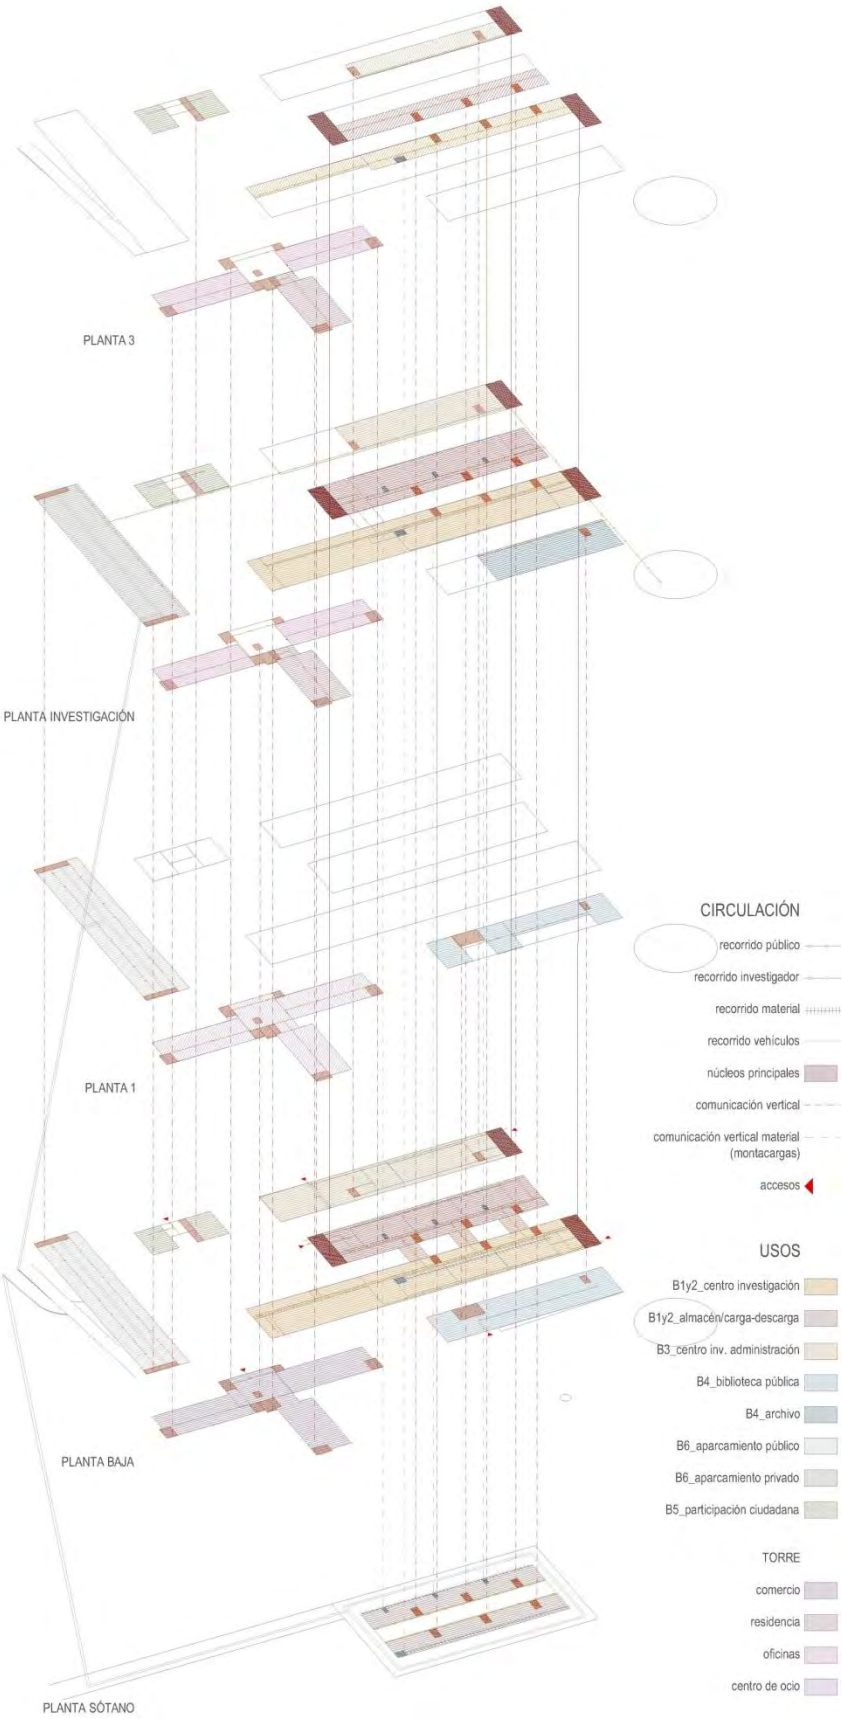 PLANTA 3
PLANTA INVESTIGACIÓN
PLANTA 1
PLANTA BAJA
PLANTA SÓTANO
CIRCULACIÓN
recorrido público
recorrido investigador
recorrido material
recorrido vehículos
núcleos principales
comunicación vertical
comunicación vertical material
(montacargas)
accesos
USOS
B1y2_centro investigación
B1y2_almacén/carga-descarga
B3_centro inv. administración
B4_biblioteca pública
B4_archivo
B6_aparcamiento público
B6_aparcamiento privado
B5_participación ciudadana
TORRE
comercio
residencia
oficinas
centro de ocio